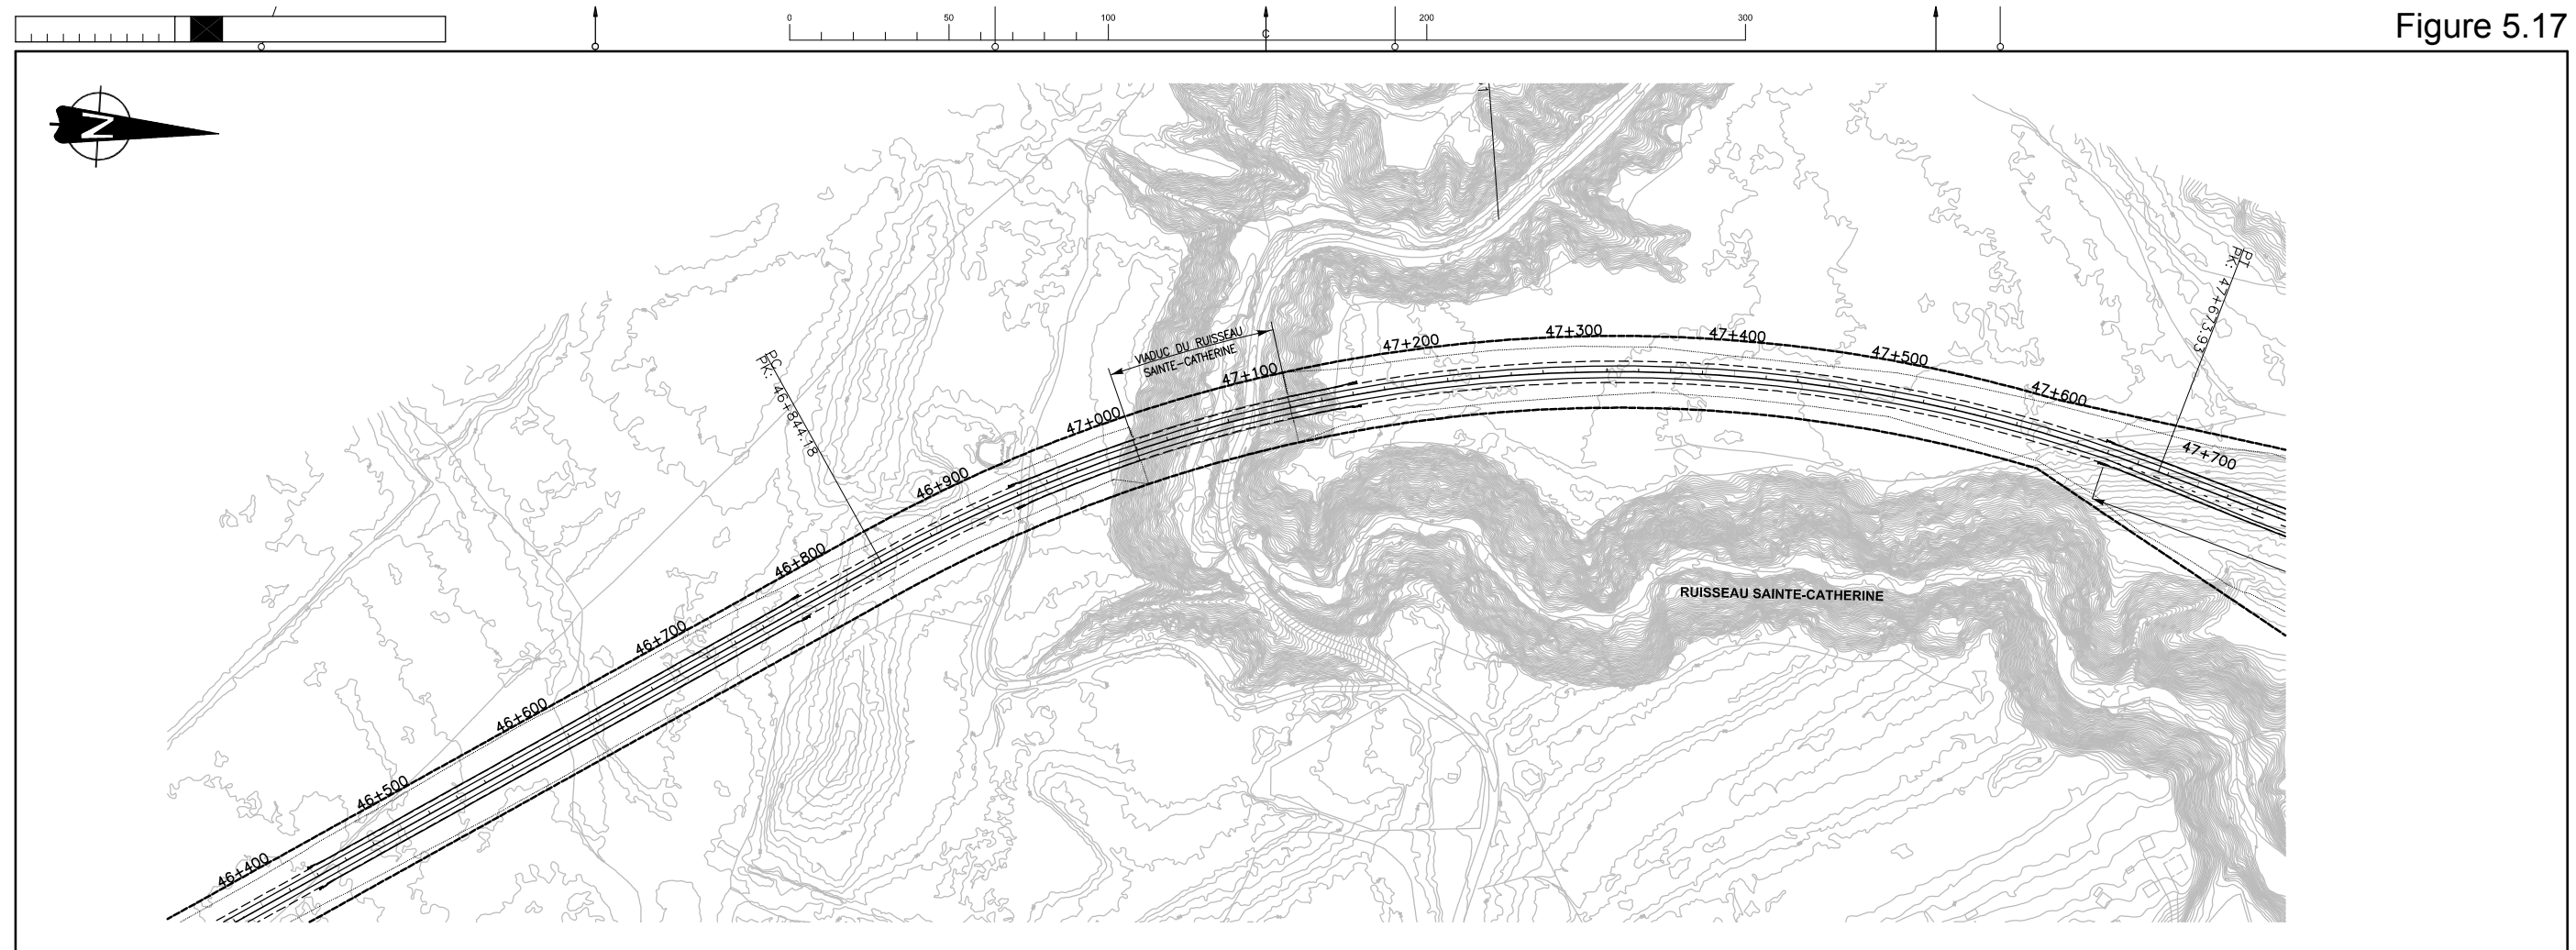 0
50
100
200
300
Figure 5.17
C
N
PT
PK: 47+673.93
VIADUC DU RUISSEAU
SAINTE-CATHERINE
47+200
47+300
47+400
47+500
47+600
47+700
47+100
47+000
PC
PK: 46+844.18
46+900
46+800
46+700
46+600
46+500
46+400
RUISSEAU SAINTE-CATHERINE